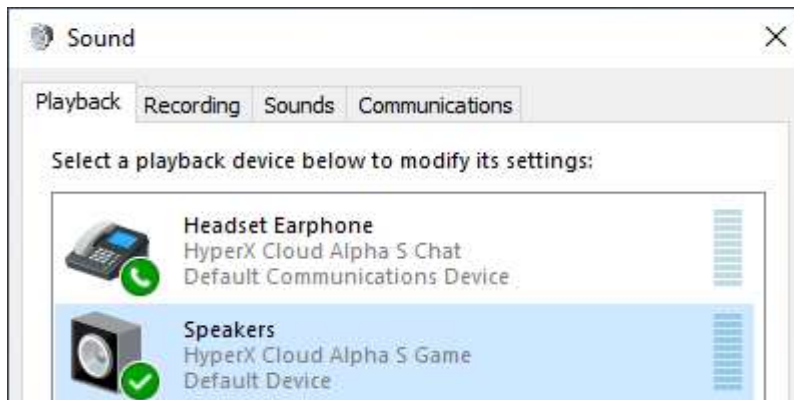 Sound
Playback Recording Sounds Communications
Select a playback device below to modify its settings:
Headset Earphone
HyperX Cloud Alpha S Chat
Default Communications Device
Speakers
HyperX Cloud Alpha S Game
Default Device